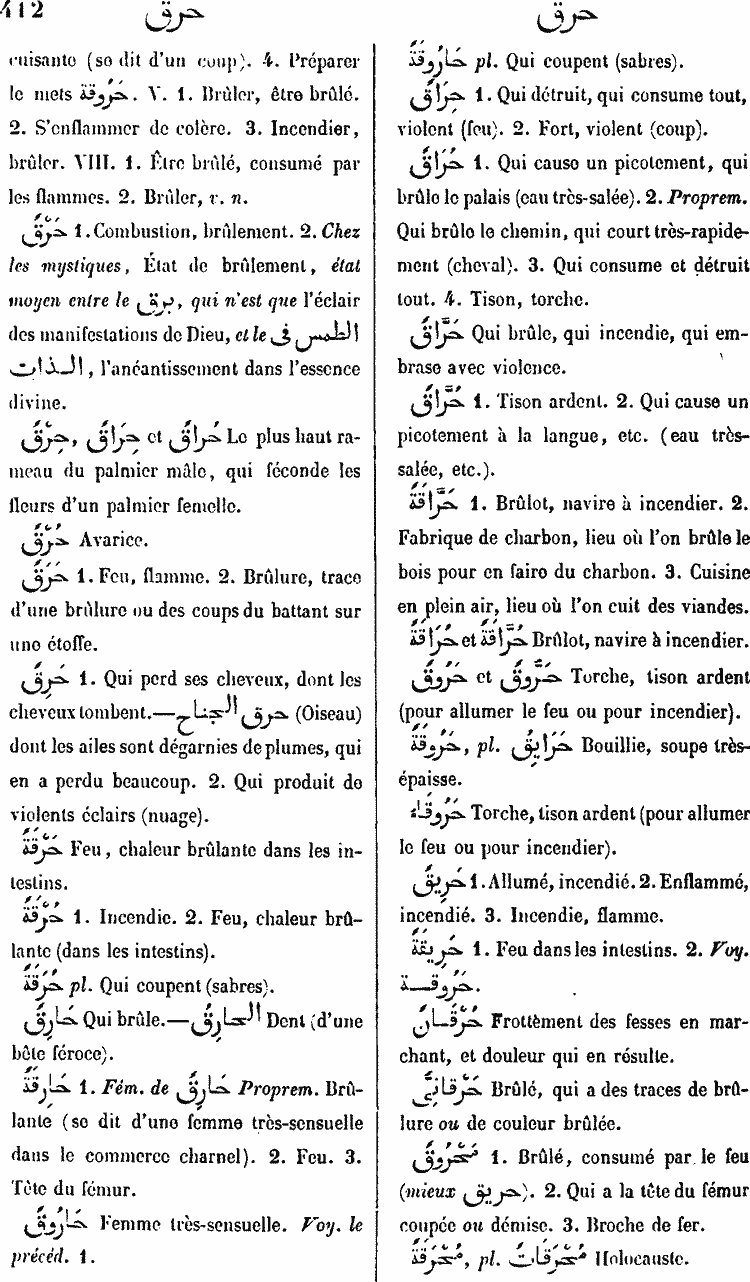 412
حرق
حرق
cuisante (se dit d'un coup). 4. Préparer
le mets حَرُوقَةٌ. V. 1. Brûler, être brûlé.
2. S'enflammer de colère. 3. Incendier,
brûler. VIII. 1. Être brûlé, consumé par
les flammes. 2. Brûler, v. n.
حَرْقٌ 1. Combustion, brûlement. 2. Chez
les mystiques, État de brûlement, état
moyen entre le برق, qui n'est que l'éclair
des manifestations de Dieu, et le الطمس فى
الذات, l'anéantissement dans l'essence
divine.
حِرْقٌ, حِرَاقٌ et حُرَاقٌ Le plus haut ra-
meau du palmier mâle, qui féconde les
fleurs d'un palmier femelle.
حُرْقٌ Avarice.
حَرَقٌ 1. Feu, flamme. 2. Brûlure, trace
d'une brûlure ou des coups du battant sur
une étoffe.
حَرِقٌ 1. Qui perd ses cheveux, dont les
cheveux tombent.—حرق الجناح (Oiseau)
dont les ailes sont dégarnies de plumes, qui
en a perdu beaucoup. 2. Qui produit de
violents éclairs (nuage).
حَرْقَةٌ Feu, chaleur brûlante dans les in-
testins.
حُرْقَةٌ 1. Incendie. 2. Feu, chaleur brû-
lante (dans les intestins).
حُرَقَةٌ pl. Qui coupent (sabres).
حَارِقٌ Qui brûle.—الحارِقُ Dent (d'une
bête féroce).
حَارِقَةٌ 1. Fém. de حَارِقٌ Proprem. Brû-
lante (se dit d'une femme très-sensuelle
dans le commerce charnel). 2. Feu. 3.
Tête du fémur.
حَارُوقٌ Femme très-sensuelle. Voy. le
précéd. 1.
حَارُوقَةٌ pl. Qui coupent (sabres).
حِرَاقٌ 1. Qui détruit, qui consume tout,
violent (feu). 2. Fort, violent (coup).
حُرَاقٌ 1. Qui cause un picotement, qui
brûle le palais (eau très-salée). 2. Proprem.
Qui brûle le chemin, qui court très-rapide-
ment (cheval). 3. Qui consume et détruit
tout. 4. Tison, torche.
حَرَّاقٌ Qui brûle, qui incendie, qui em-
brase avec violence.
حُرَّاقٌ 1. Tison ardent. 2. Qui cause un
picotement à la langue, etc. (eau très-
salée, etc.).
حَرَّاقَةٌ 1. Brûlot, navire à incendier. 2.
Fabrique de charbon, lieu où l'on brûle le
bois pour en faire du charbon. 3. Cuisine
en plein air, lieu où l'on cuit des viandes.
حُرَاقَةٌ et حُرَّاقَةٌ Brûlot, navire à incendier.
حَرُوقٌ et حَرُّوقٌ Torche, tison ardent
(pour allumer le feu ou pour incendier).
حَرُوقَةٌ, pl. حَرَايِقُ Bouillie, soupe très-
épaisse.
حَرُوقَاءُ Torche, tison ardent (pour allumer
le feu ou pour incendier).
حَرِيقٌ 1. Allumé, incendié. 2. Enflammé,
incendié. 3. Incendie, flamme.
حَرِيقَةٌ 1. Feu dans les intestins. 2. Voy.
حَرُوقَة.
حُرْقَانٌ Frottement des fesses en mar-
chant, et douleur qui en résulte.
حَرْقَانِىٌّ Brûlé, qui a des traces de brû-
lure ou de couleur brûlée.
مَحْرُوقٌ 1. Brûlé, consumé par le feu
(mieux حريق). 2. Qui a la tête du fémur
coupée ou démise. 3. Broche de fer.
مُحْرَقَةٌ, pl. مُحْرَقَاتٌ Holocauste.